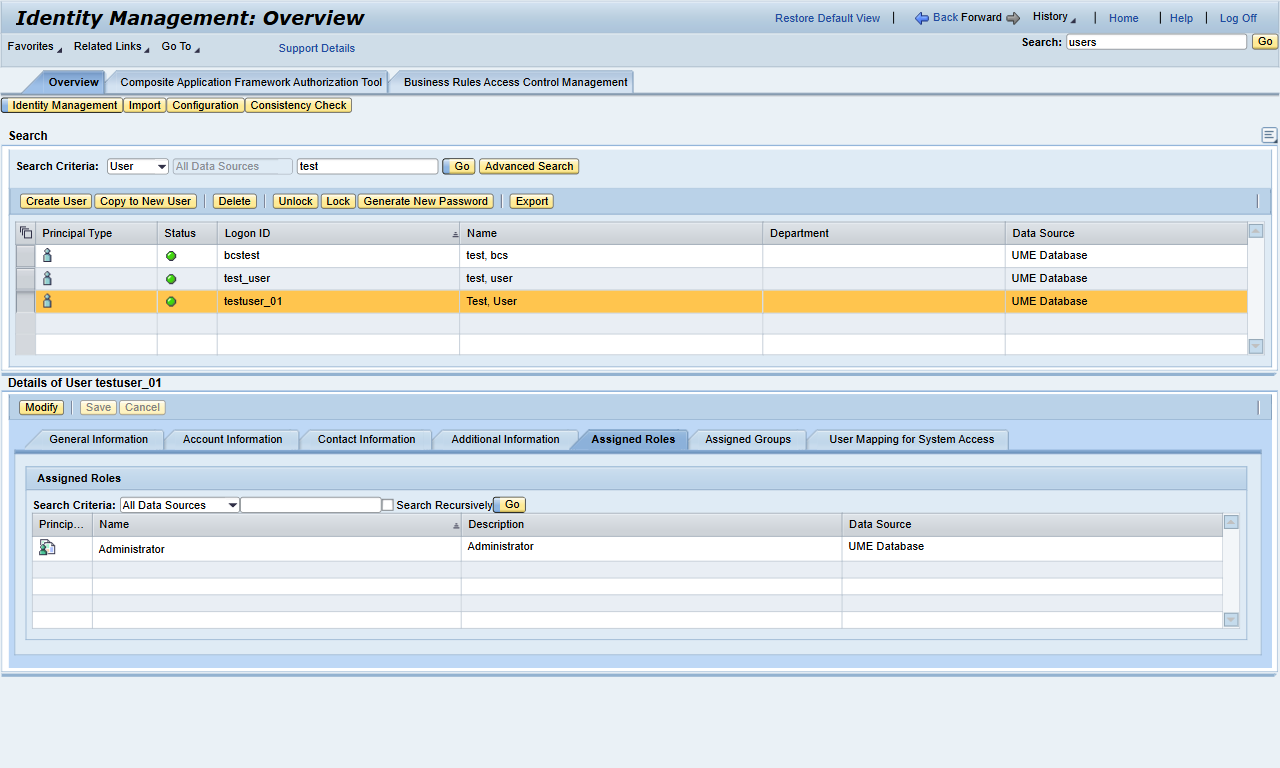 Identity Management: Overview
Restore Default View | Back Forward History | Home | Help | Log Off
Favorites Related Links Go To Support Details
Search: users Go
Overview Composite Application Framework Authorization Tool Business Rules Access Control Management
Identity Management Import Configuration Consistency Check
Search
Search Criteria: User All Data Sources test Go Advanced Search
Create User Copy to New User Delete Unlock Lock Generate New Password Export
Principal Type Status Logon ID Name Department Data Source
bcstest test, bcs UME Database
test_user test, user UME Database
testuser_01 Test, User UME Database
Details of User testuser_01
Modify Save Cancel
General Information Account Information Contact Information Additional Information Assigned Roles Assigned Groups User Mapping for System Access
Assigned Roles
Search Criteria: All Data Sources Search Recursively Go
Princip... Name Description Data Source
Administrator Administrator UME Database